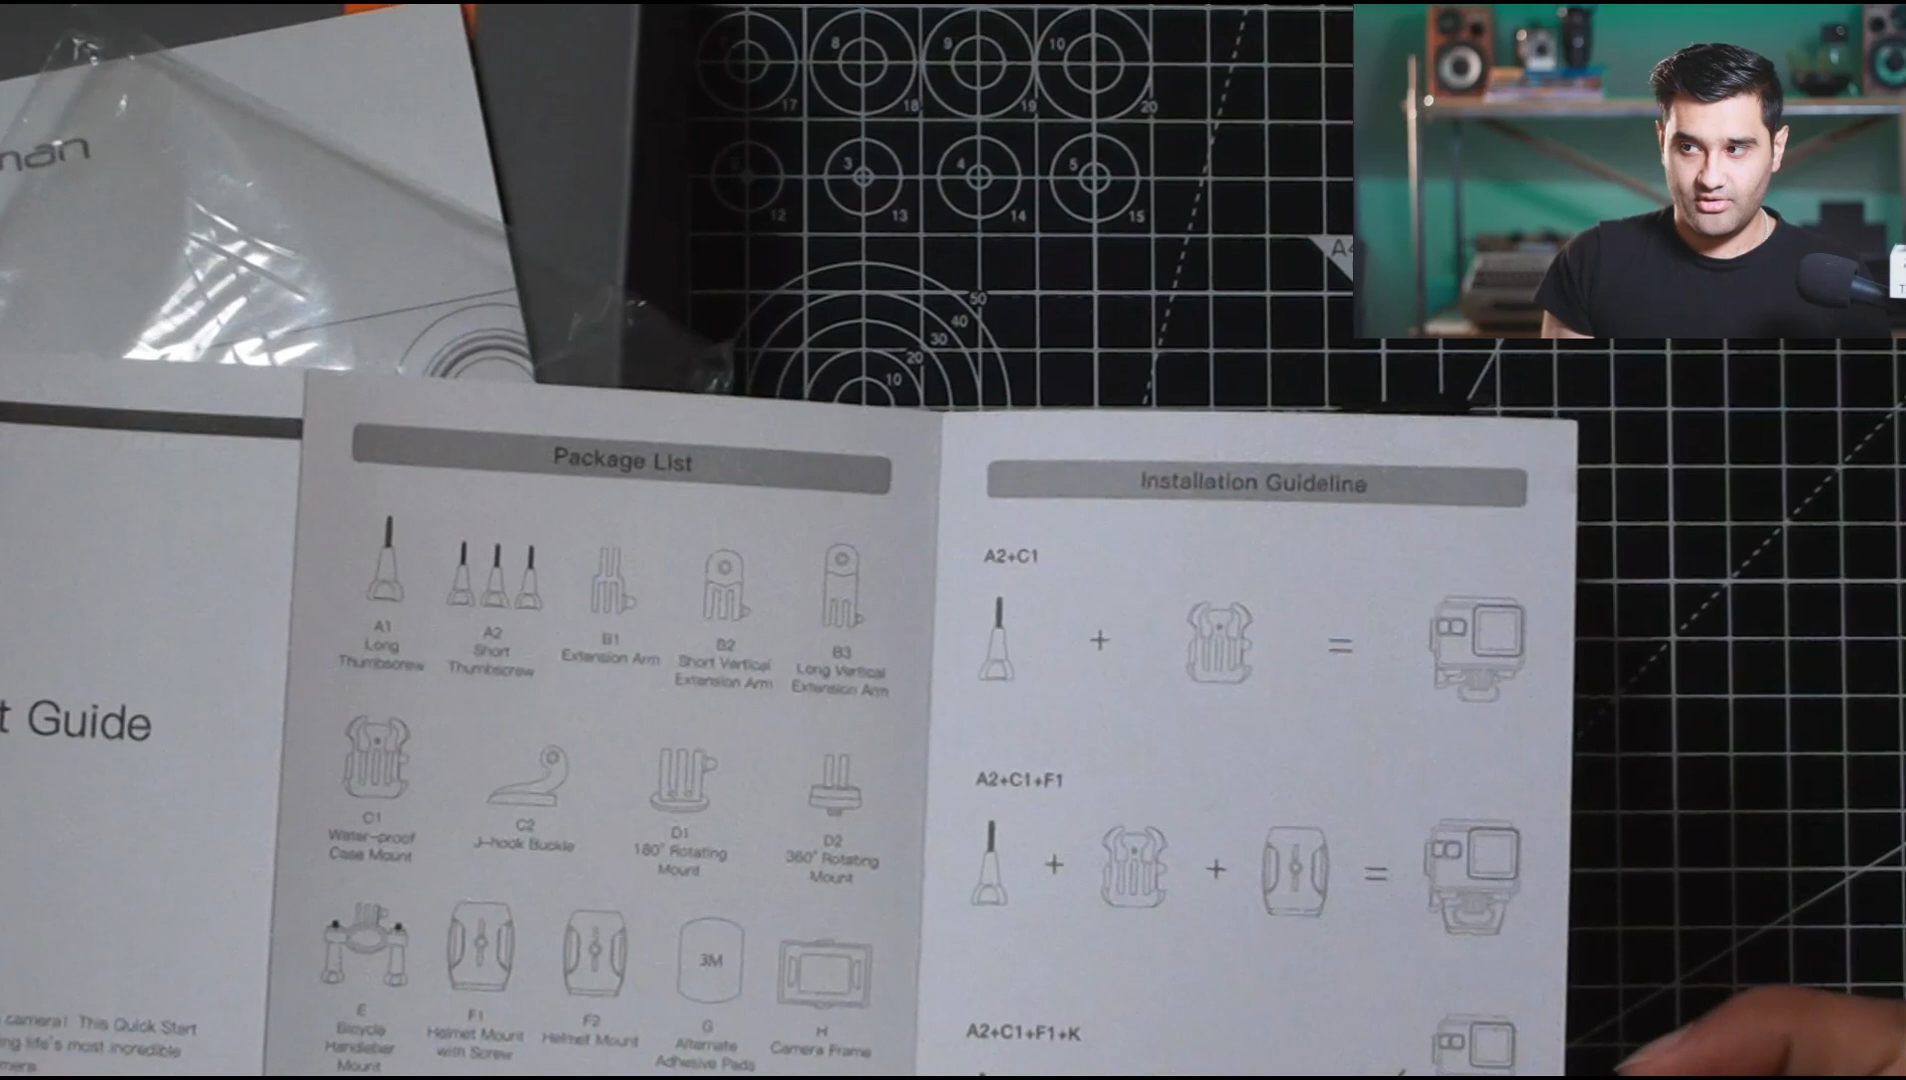 8
9
10
17
18
19
20
3
4
5
12
13
14
15
50
40
30
20
10
Package List
A1
Long
Thumbscrew
A2
Short
Thumbscrew
B1
Extension Arm
B2
Short Vertical
Extension Arm
B3
Long Vertical
Extension Arm
C1
Water-proof
Case Mount
C2
J-hook Buckle
D1
180° Rotating
Mount
D2
360° Rotating
Mount
E
Bicycle
Handlebar
Mount
F1
Helmet Mount
with Screw
F2
Helmet Mount
3M
G
Alternate
Adhesive Pads
H
Camera Frame
Installation Guideline
A2+C1
+
=
A2+C1+F1
+
+
=
A2+C1+F1+K
Guide
camera! This Quick Start
life's most incredible